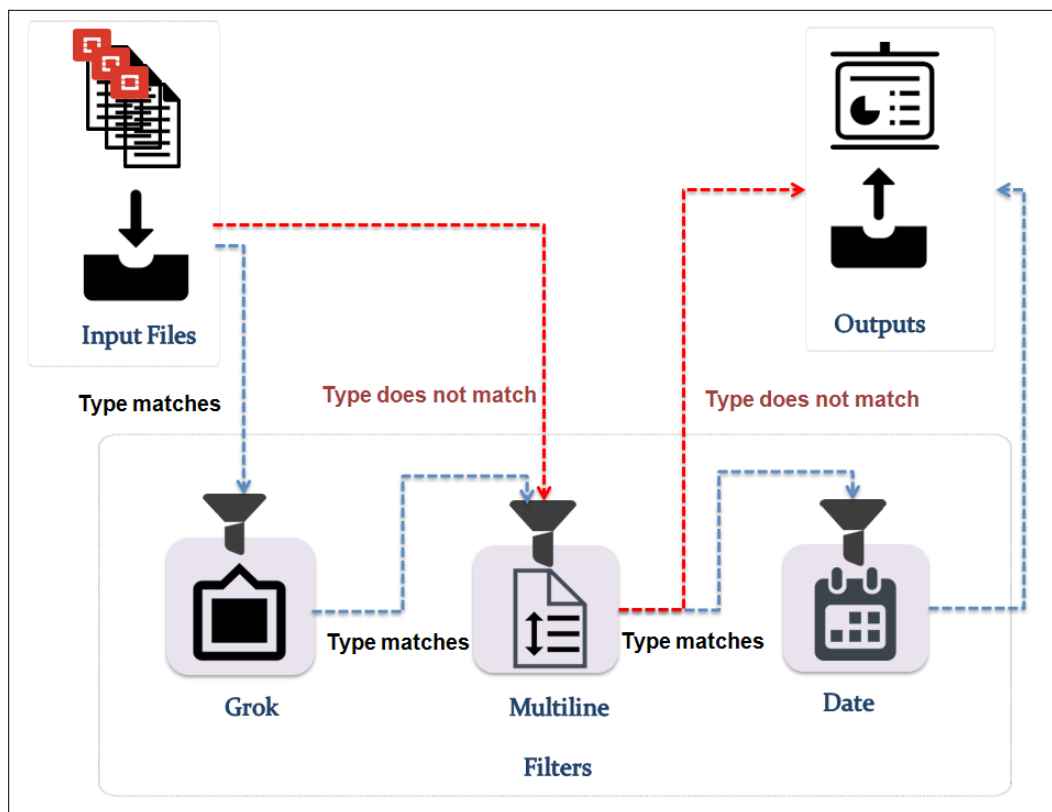 Input Files
Outputs
Type matches
Type does not match
Type does not match
Type matches
Type matches
Grok
Multiline
Date
Filters